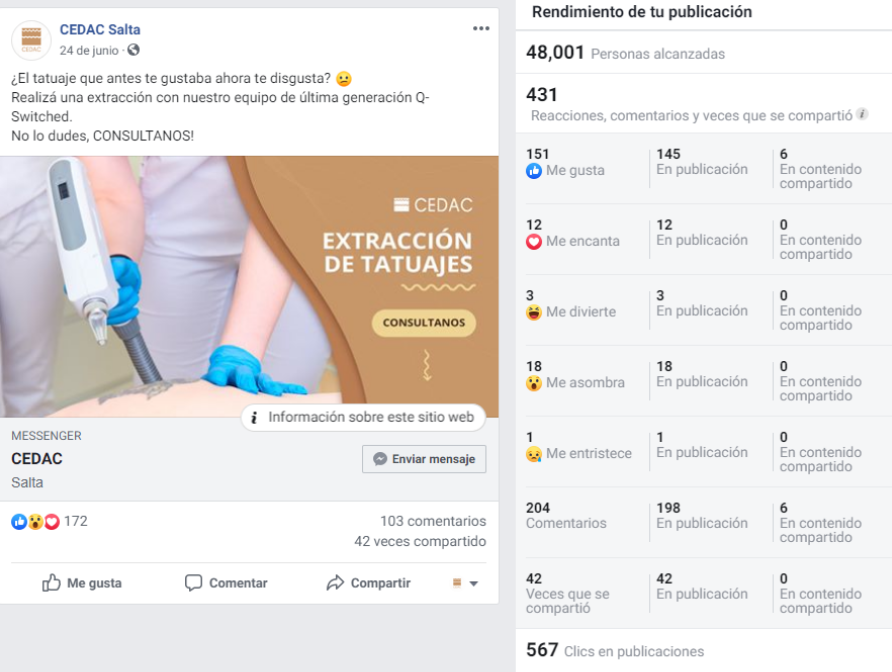 CEDAC Salta
24 de junio ·
¿El tatuaje que antes te gustaba ahora te disgusta? 😕
Realizá una extracción con nuestro equipo de última generación Q-
Switched.
No lo dudes, CONSULTANOS!
CEDAC
EXTRACCIÓN
DE TATUAJES
CONSULTANOS
i Información sobre este sitio web
MESSENGER
CEDAC
Salta
Enviar mensaje
172
103 comentarios
42 veces compartido
Me gusta
Comentar
Compartir
Rendimiento de tu publicación
48,001 Personas alcanzadas
431
Reacciones, comentarios y veces que se compartió i
151
Me gusta
145
En publicación
6
En contenido
compartido
12
Me encanta
12
En publicación
0
En contenido
compartido
3
Me divierte
3
En publicación
0
En contenido
compartido
18
Me asombra
18
En publicación
0
En contenido
compartido
1
Me entristece
1
En publicación
0
En contenido
compartido
204
Comentarios
198
En publicación
6
En contenido
compartido
42
Veces que se
compartió
42
En publicación
0
En contenido
compartido
567 Clics en publicaciones